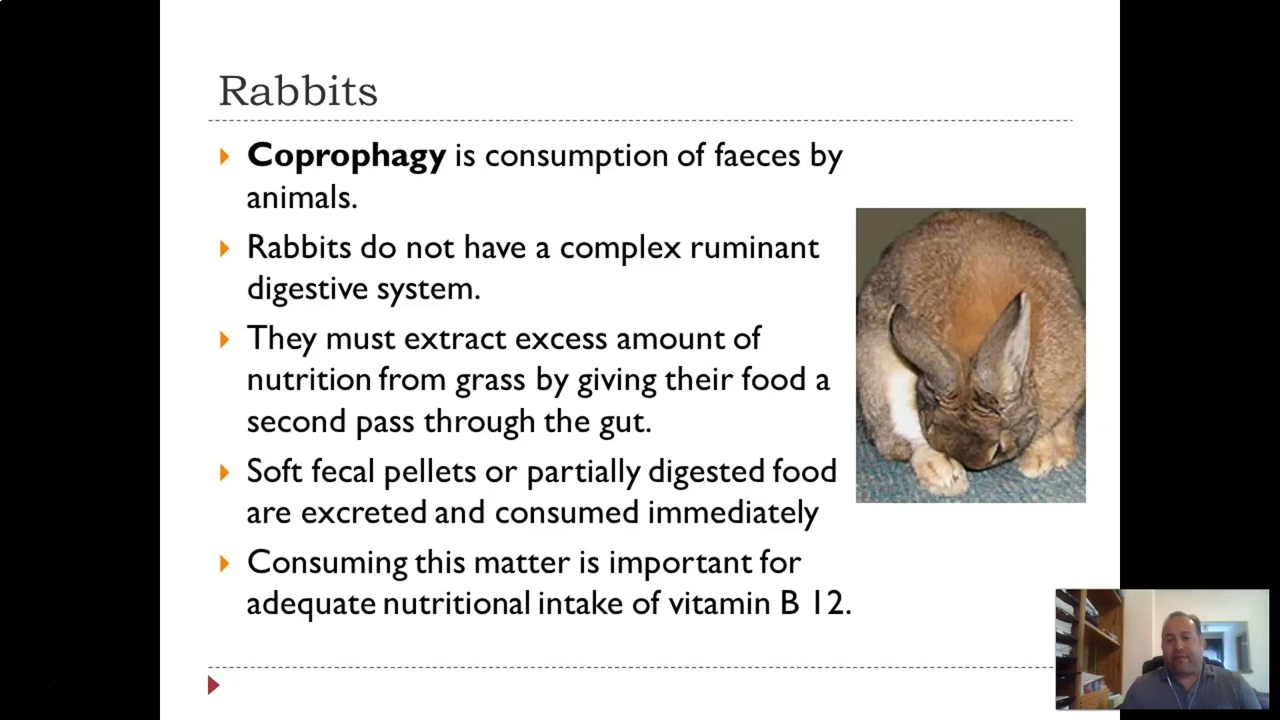 Rabbits
Coprophagy is consumption of faeces by
animals.
Rabbits do not have a complex ruminant
digestive system.
They must extract excess amount of
nutrition from grass by giving their food a
second pass through the gut.
Soft fecal pellets or partially digested food
are excreted and consumed immediately
Consuming this matter is important for
adequate nutritional intake of vitamin B 12.